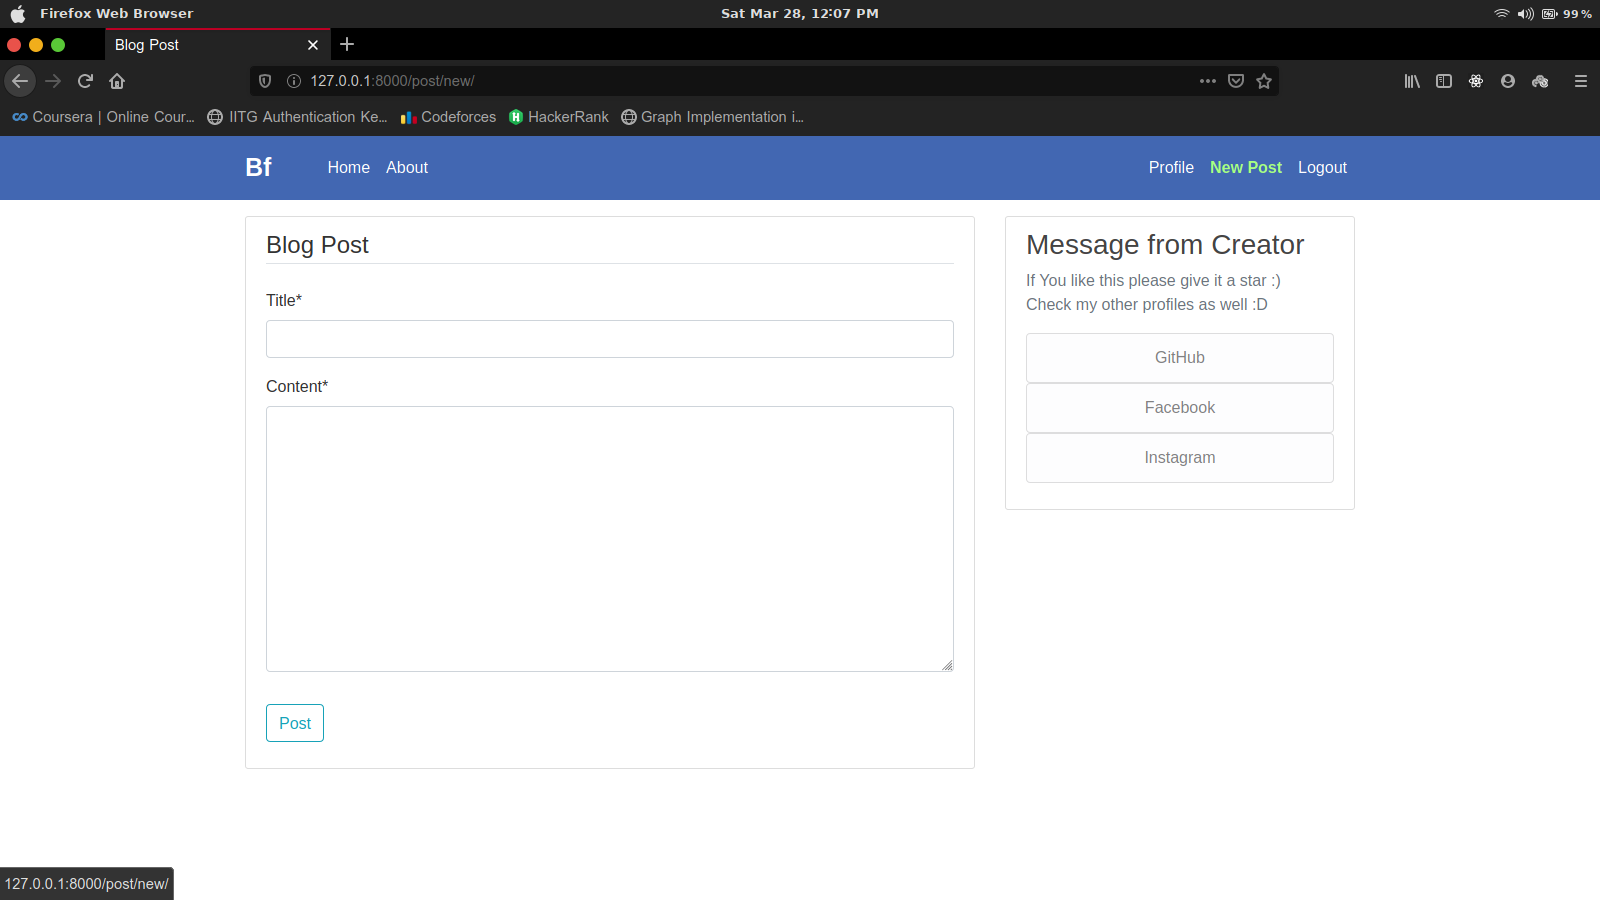 Firefox Web Browser
Sat Mar 28, 12:07 PM
99 %
Blog Post
127.0.0.1:8000/post/new/
Coursera | Online Cour...
IITG Authentication Ke...
Codeforces
H HackerRank
Graph Implementation i...
Bf
Home
About
Profile
New Post
Logout
Blog Post
Title*
Content*
Post
Message from Creator
If You like this please give it a star :)
Check my other profiles as well :D
GitHub
Facebook
Instagram
127.0.0.1:8000/post/new/